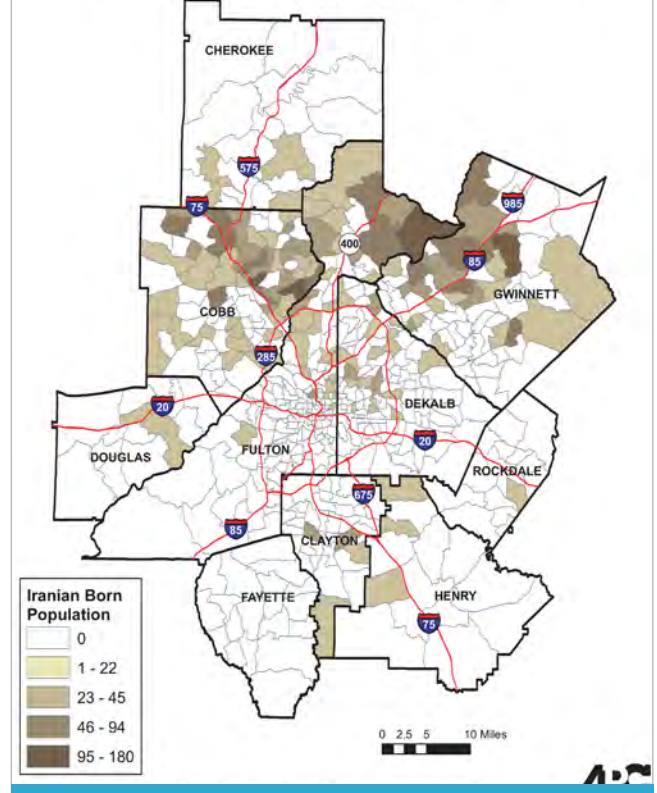 CHEROKEE
575
75
985
400
85
GWINNETT
COBB
285
20
DEKALB
DOUGLAS
FULTON
20
ROCKDALE
675
85
CLAYTON
FAYETTE
HENRY
75
Iranian Born
Population
0
1 - 22
23 - 45
46 - 94
95 - 180
0 2.5 5 10 Miles